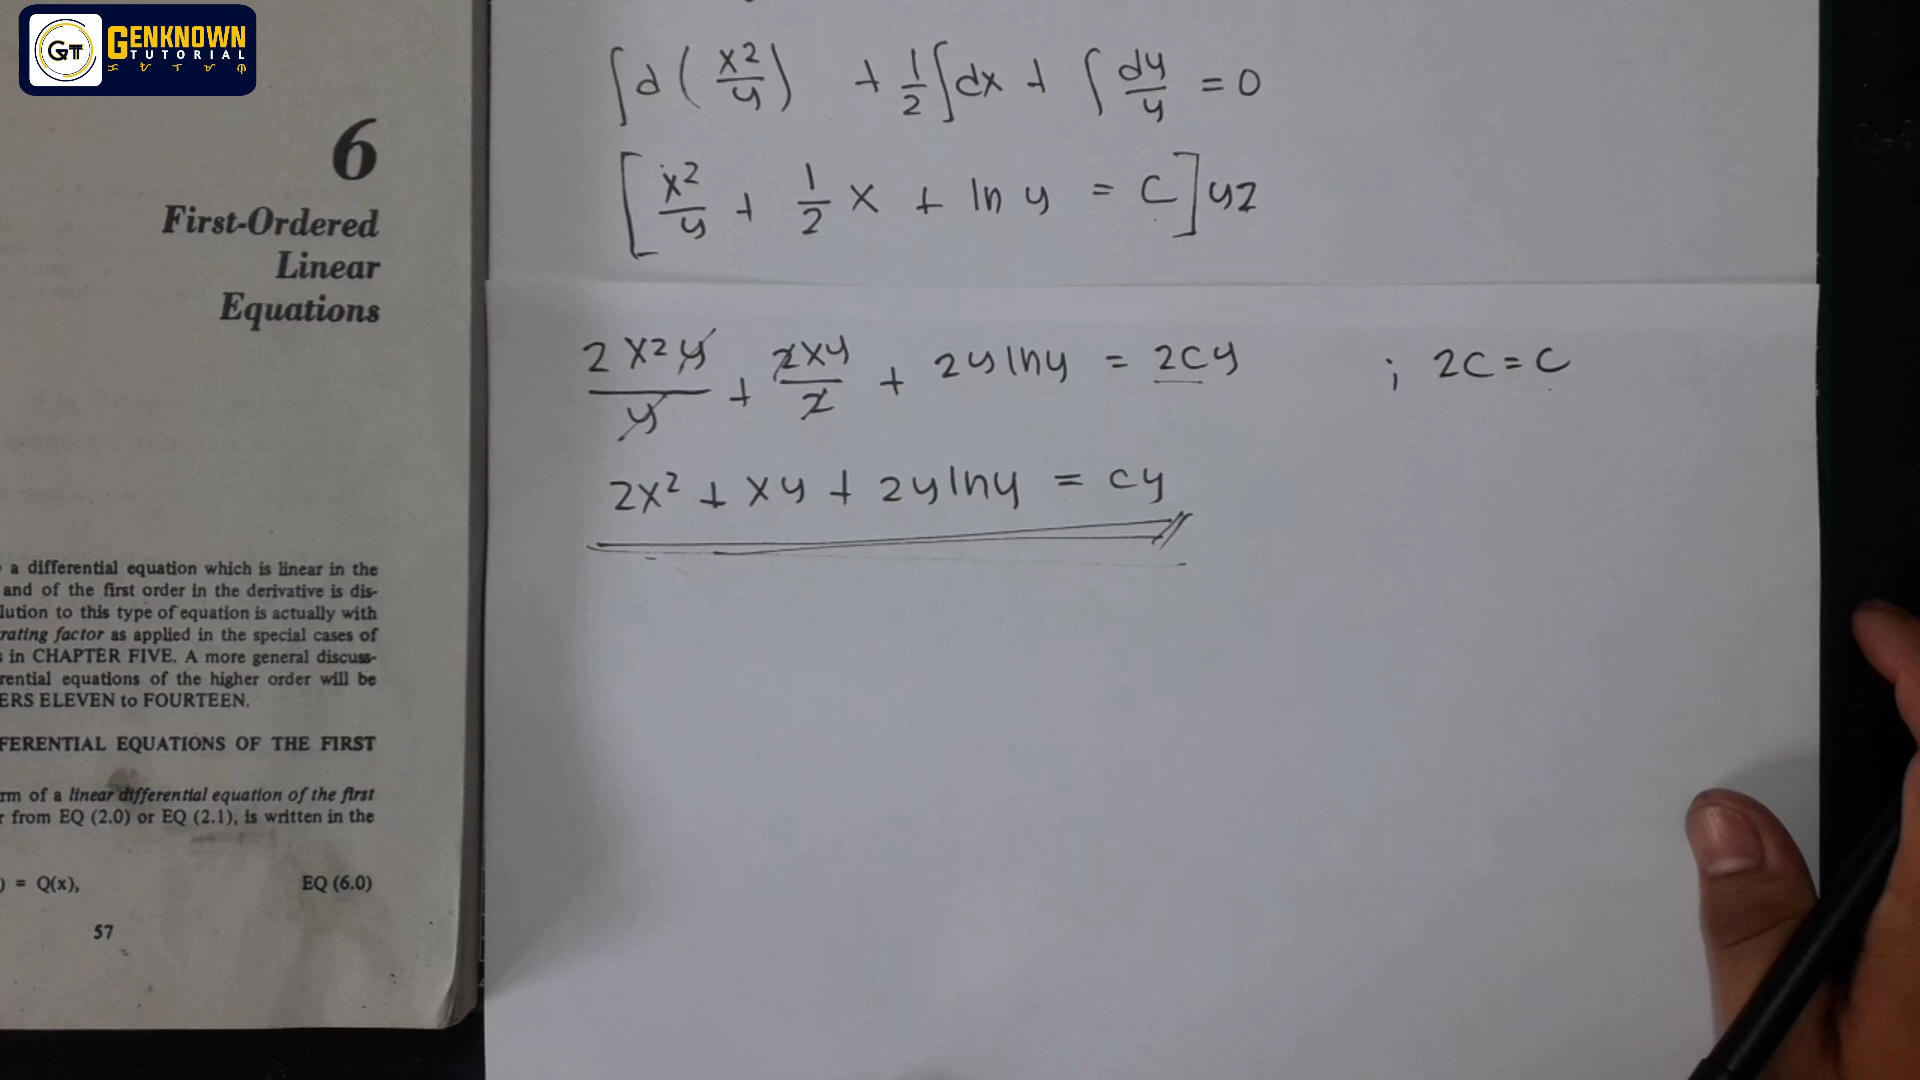 GT GENKNOWN
TUTORIAL
6
First-Ordered
Linear
Equations
a differential equation which is linear in the
and of the first order in the derivative is dis-
lution to this type of equation is actually with
rating factor as applied in the special cases of
s in CHAPTER FIVE. A more general discuss-
rential equations of the higher order will be
ERS ELEVEN to FOURTEEN.
FERENTIAL EQUATIONS OF THE FIRST
rm of a linear differential equation of the first
r from EQ (2.0) or EQ (2.1), is written in the
) = Q(x), EQ (6.0)
57
∫d(x²/y) + 1/2∫dx + ∫dy/y = 0
[x²/y + 1/2 x + ln y = C] y2
2x²y/y + 2xy/2 + 2y ln y = 2Cy ; 2C = C
2x² + xy + 2y ln y = cy